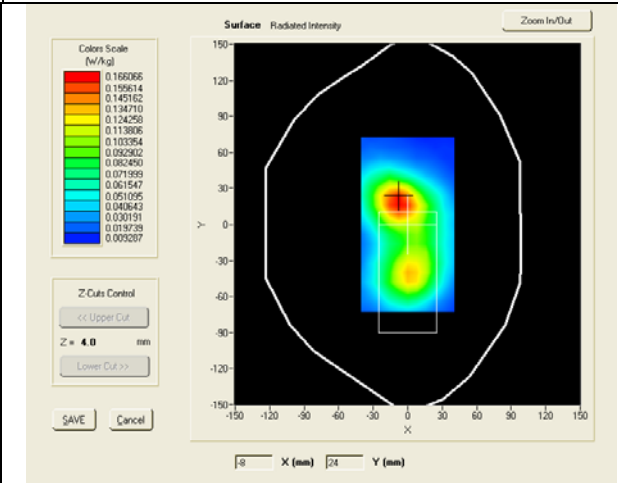 Surface Radiated Intensity
Zoom In/Out
Colors Scale
(W/kg)
0.166066
0.155614
0.145162
0.134710
0.124258
0.113806
0.103354
0.092902
0.082450
0.071999
0.061547
0.051095
0.040643
0.030191
0.019739
0.009287
150-
120-
90-
60-
30-
0-
-30-
-60-
-90-
-120-
-150-
Y
-150 -120 -90 -60 -30 0 30 60 90 120 150
X
Z-Cuts Control
<< Upper Cut
Z = 4.0 mm
Lower Cut >>
SAVE Cancel
-8 X (mm) 24 Y (mm)